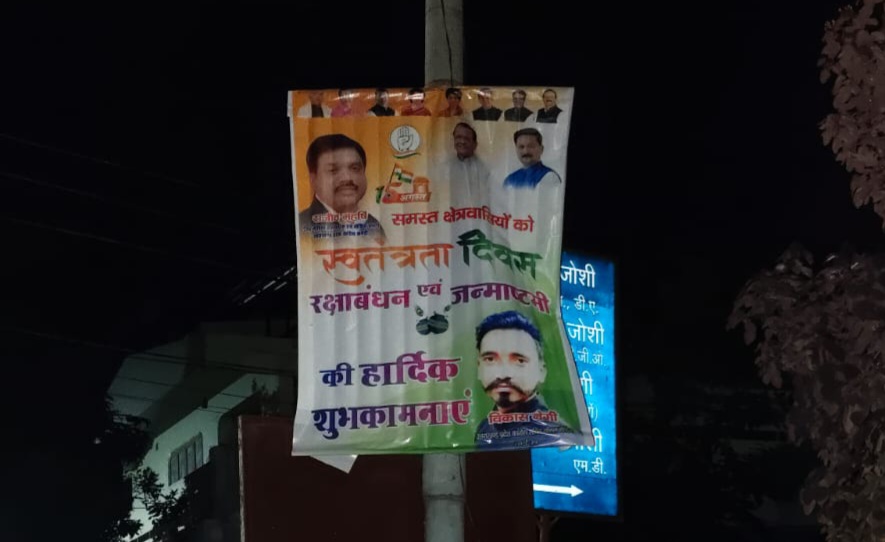 समस्त क्षेत्रवासियों को
स्वतंत्रता दिवस
रक्षाबंधन एवं जन्माष्टमी
की हार्दिक
शुभकामनाएं
विकास नेगी
जोशी
डी.ए.
जोशी
जी.ओ.
एम.डी.